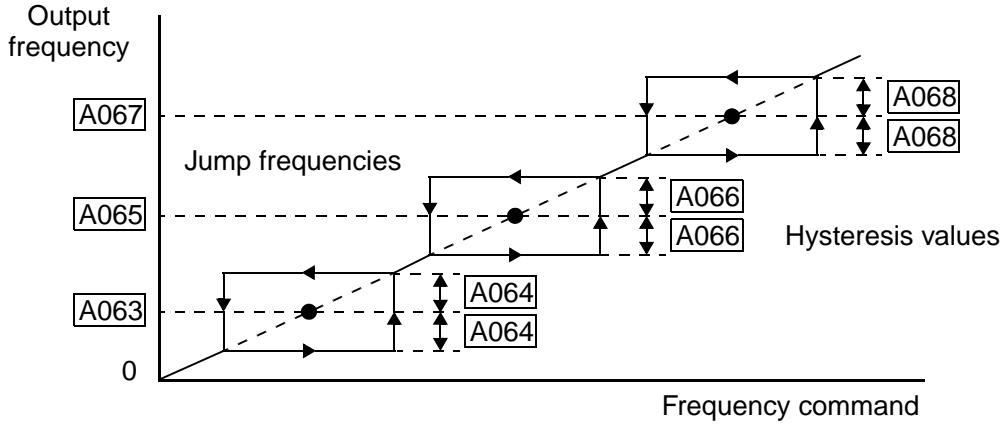 Output
frequency
A067
A068
A068
Jump frequencies
A065
A066
A066
Hysteresis values
A063
A064
A064
0
Frequency command